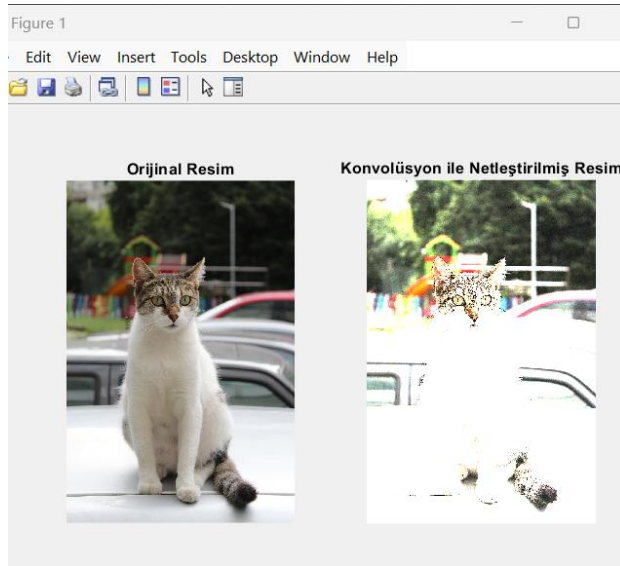 Figure 1
Edit View Insert Tools Desktop Window Help
Orijinal Resim
Konvolüsyon ile Netleştirilmiş Resim